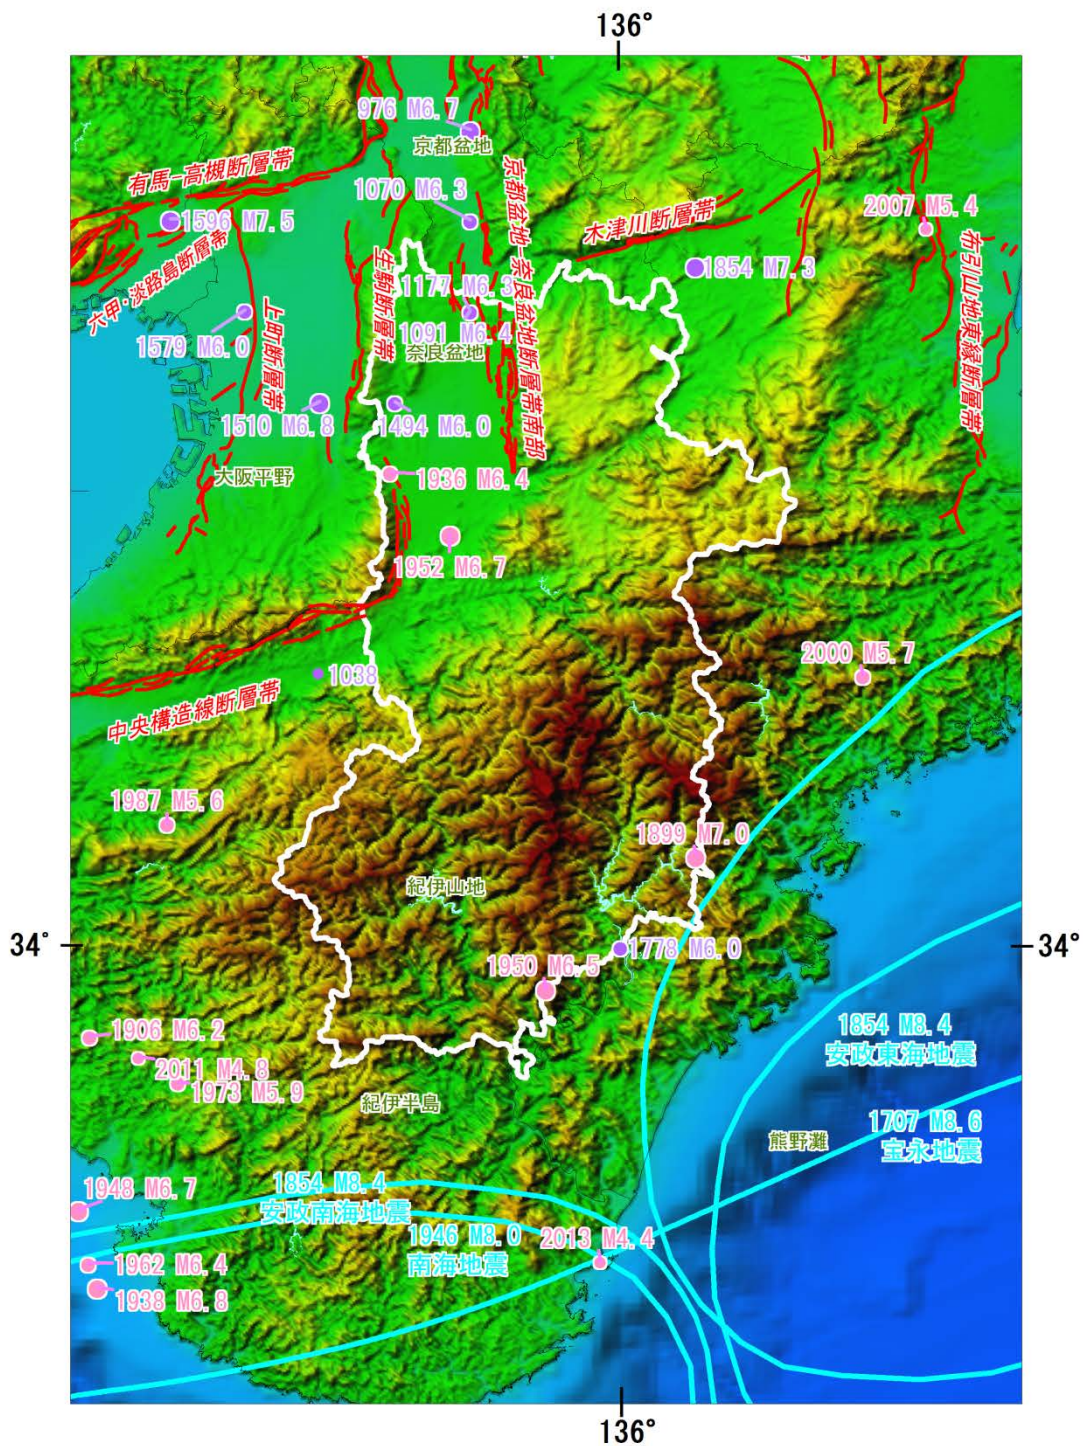 136°
976 M6.7
京都盆地
有馬-高槻断層帯
1070 M6.3
京都盆地-奈良盆地断層帯南部
木津川断層帯
2007 M5.4
1596 M7.5
六甲・淡路島断層帯
生駒断層帯
布引山地東縁断層帯
1854 M7.3
1177 M6.3
上町断層帯
1579 M6.0
1091 M6.4
奈良盆地
1510 M6.8
1494 M6.0
大阪平野
1936 M6.4
1952 M6.7
2000 M5.7
1038
中央構造線断層帯
1987 M5.6
1899 M7.0
紀伊山地
34°
34°
1778 M6.0
1950 M6.5
1906 M6.2
1854 M8.4
安政東海地震
2011 M4.8
1973 M5.9
紀伊半島
1707 M8.6
宝永地震
熊野灘
1948 M6.7
1854 M8.4
安政南海地震
1946 M8.0
南海地震
2013 M4.4
1962 M6.4
1938 M6.8
136°